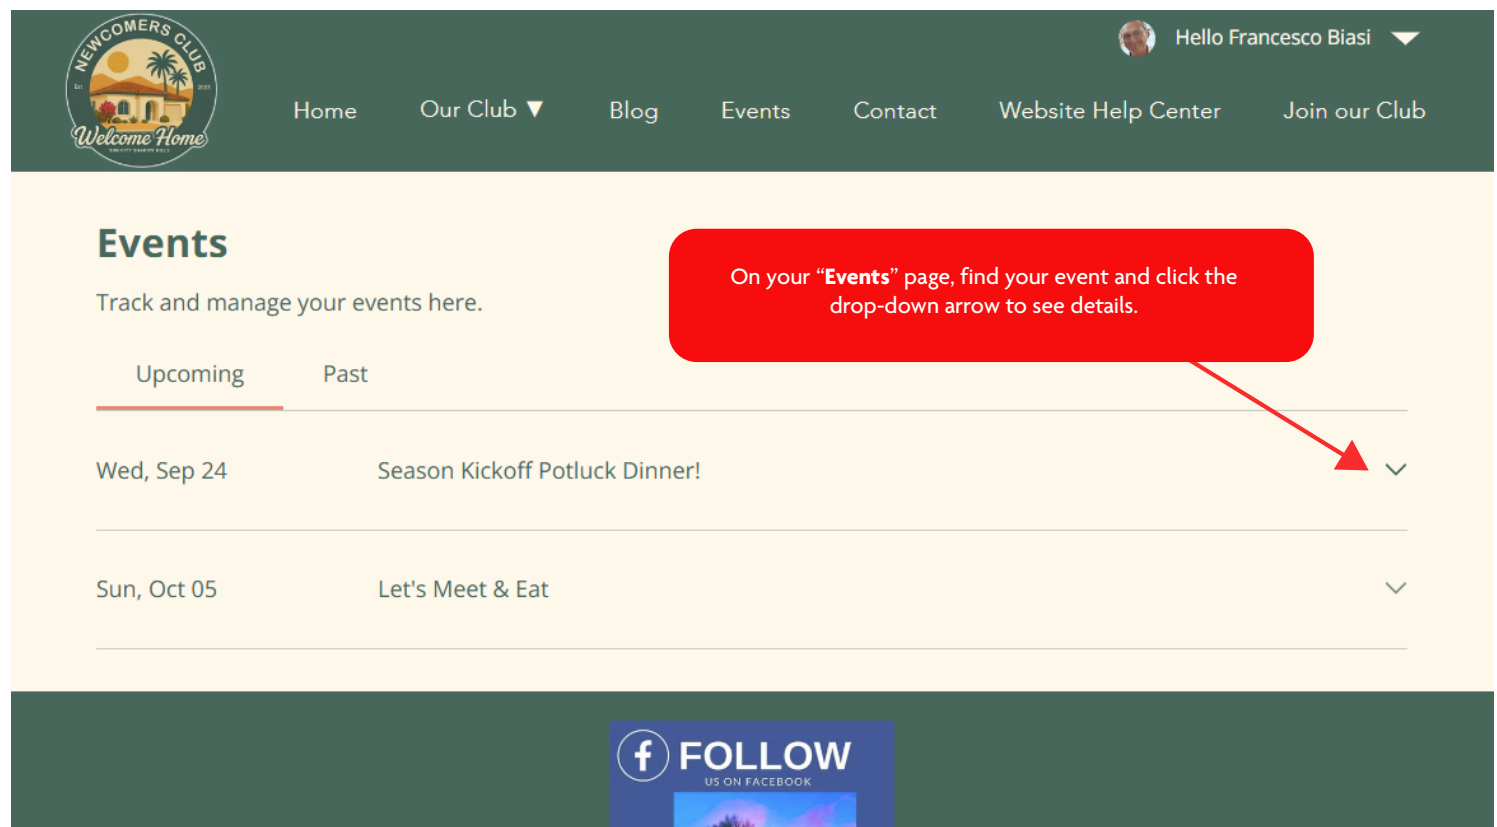 NEWCOMERS CLUB
Est
2023
Welcome Home
Hello Francesco Biasi
Home Our Club ▼ Blog Events Contact Website Help Center Join our Club
Events
Track and manage your events here.
On your “Events” page, find your event and click the
drop-down arrow to see details.
Upcoming Past
Wed, Sep 24 Season Kickoff Potluck Dinner!
Sun, Oct 05 Let's Meet & Eat
f FOLLOW
US ON FACEBOOK